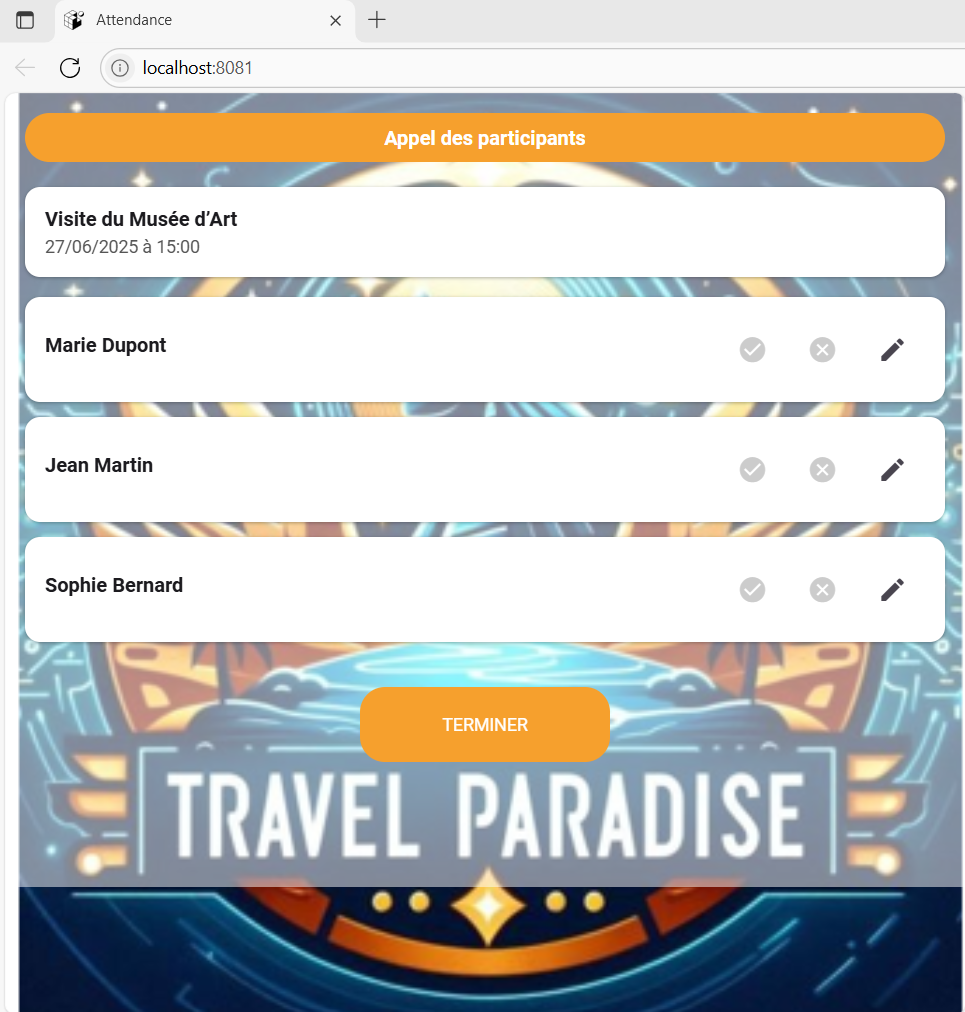 Attendance
localhost:8081
Appel des participants
Visite du Musée d’Art
27/06/2025 à 15:00
Marie Dupont
Jean Martin
Sophie Bernard
TERMINER
TRAVEL PARADISE